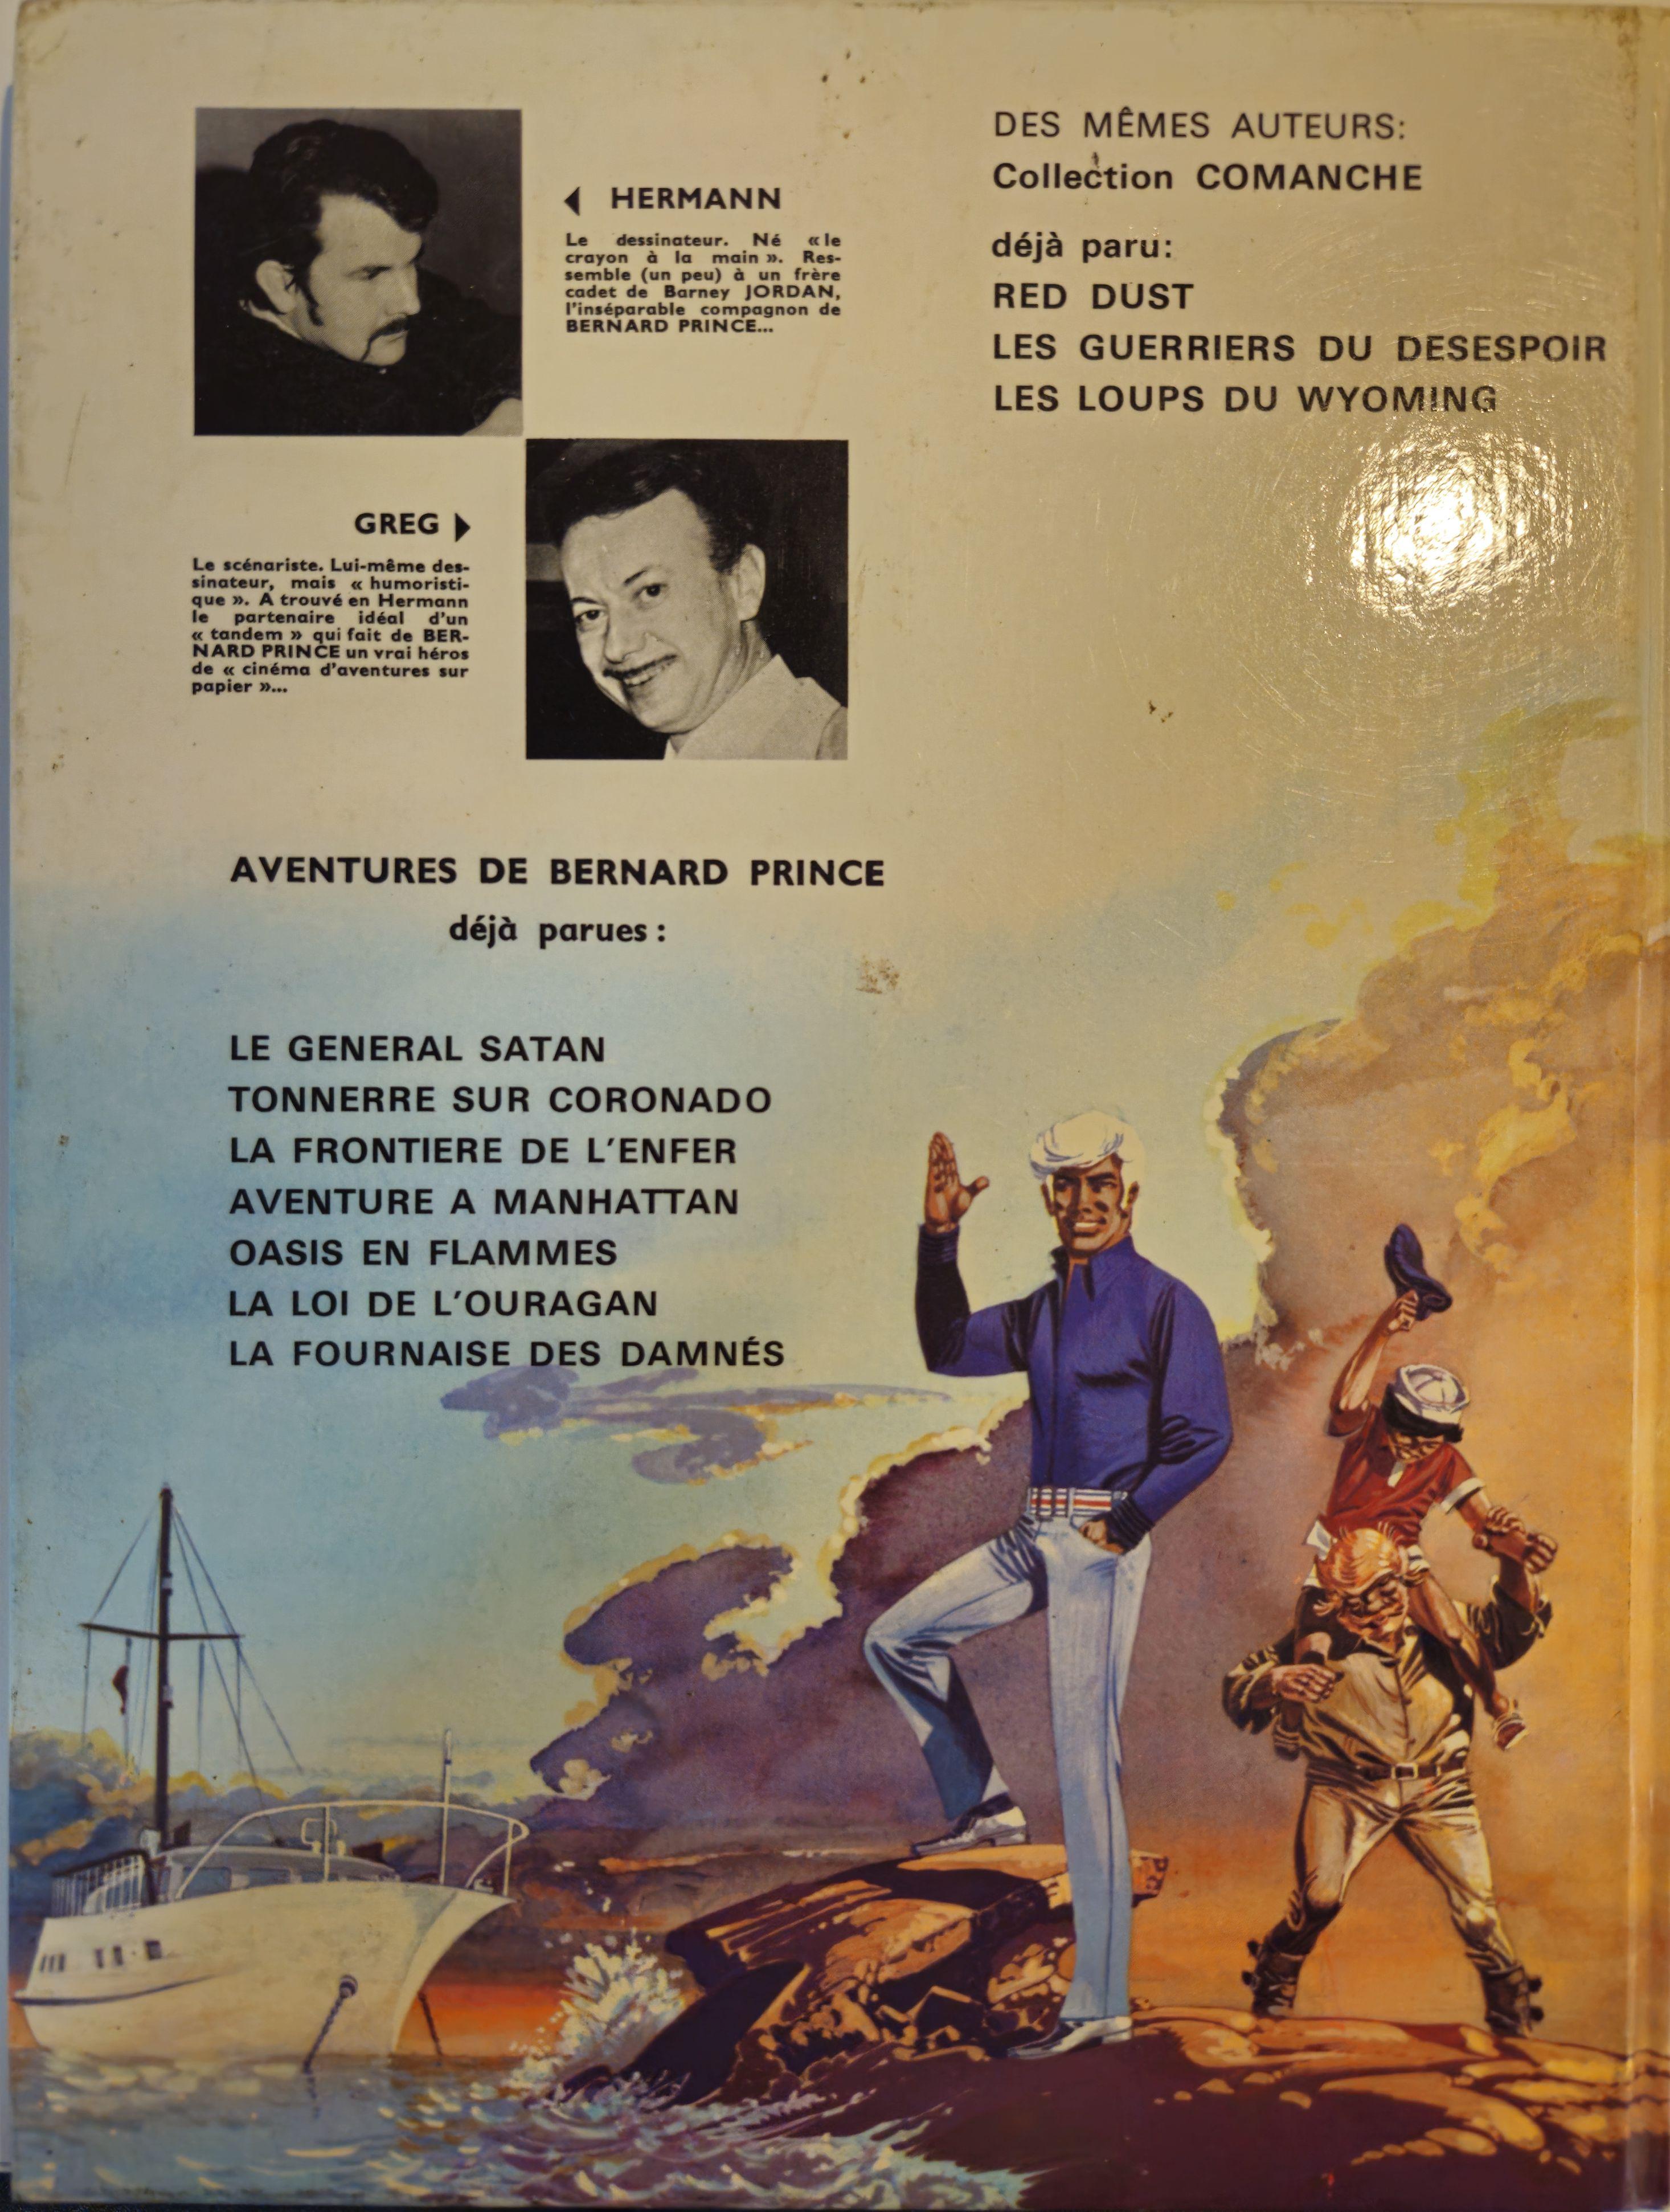 HERMANN
Le dessinateur. Né « le
crayon à la main ». Res-
semble (un peu) à un frère
cadet de Barney JORDAN,
l'inséparable compagnon de
BERNARD PRINCE...
GREG
Le scénariste. Lui-même des-
sinateur, mais « humoristi-
que ». A trouvé en Hermann
le partenaire idéal d'un
« tandem » qui fait de BER-
NARD PRINCE un vrai héros
de « cinéma d'aventures sur
papier »...
DES MÊMES AUTEURS:
Collection COMANCHE
déjà paru:
RED DUST
LES GUERRIERS DU DESESPOIR
LES LOUPS DU WYOMING
AVENTURES DE BERNARD PRINCE
déjà parues :
LE GENERAL SATAN
TONNERRE SUR CORONADO
LA FRONTIERE DE L'ENFER
AVENTURE A MANHATTAN
OASIS EN FLAMMES
LA LOI DE L'OURAGAN
LA FOURNAISE DES DAMNÉS